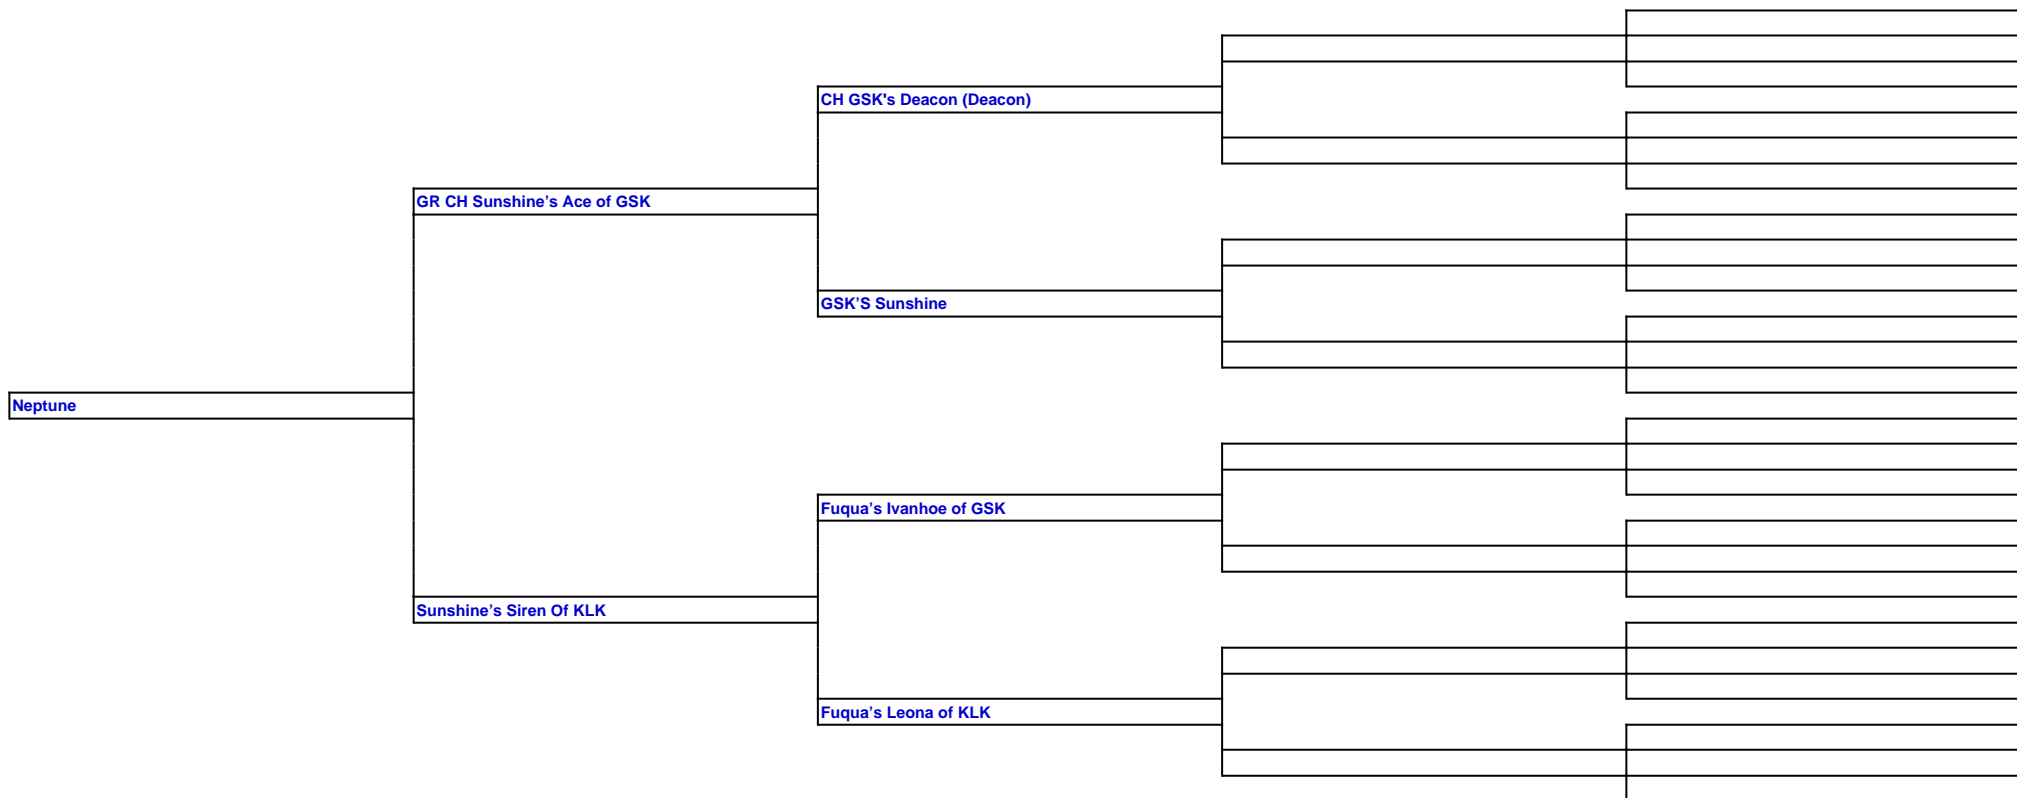 CH GSK's Deacon (Deacon)
GR CH Sunshine’s Ace of GSK
GSK’S Sunshine
Neptune
Fuqua’s Ivanhoe of GSK
Sunshine’s Siren Of KLK
Fuqua’s Leona of KLK